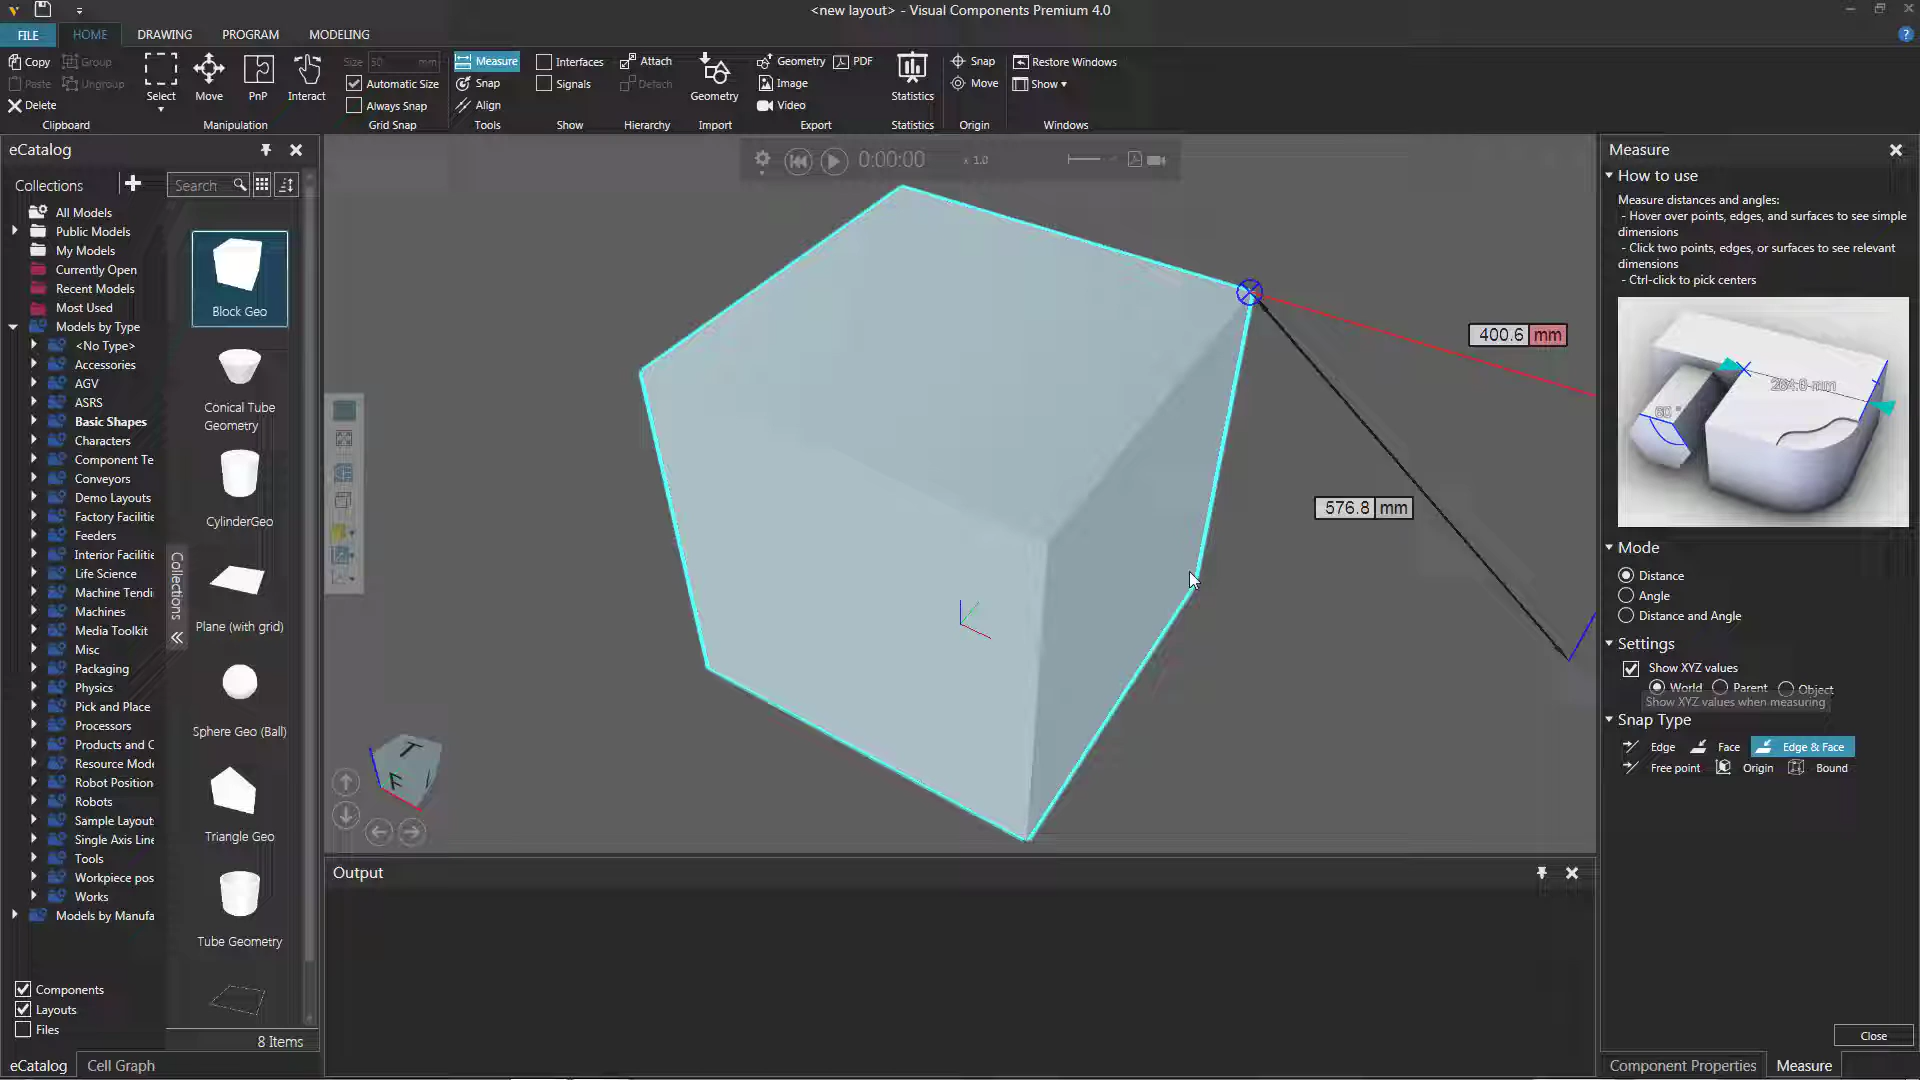 <new layout> - Visual Components Premium 4.0
FILE HOME DRAWING PROGRAM MODELING
Copy Group
Paste Ungroup
Delete
Clipboard
Select Move PnP Interact
Manipulation
Size 50 mm
Automatic Size
Always Snap
Grid Snap
Measure
Snap
Align
Tools
Interfaces
Signals
Show
Attach
Detach
Hierarchy
Geometry
Import
Geometry PDF
Image
Video
Export
Statistics
Statistics
Snap
Move
Origin
Restore Windows
Show
Windows
eCatalog
Collections
Search
All Models
Public Models
My Models
Currently Open
Recent Models
Most Used
Models by Type
<No Type>
Accessories
AGV
ASRS
Basic Shapes
Characters
Component Te
Conveyors
Demo Layouts
Factory Facilitie
Feeders
Interior Facilitie
Life Science
Machine Tendi
Machines
Media Toolkit
Misc
Packaging
Physics
Pick and Place
Processors
Products and C
Resource Mode
Robot Position
Robots
Sample Layout
Single Axis Line
Tools
Workpiece pos
Works
Models by Manufa
Components
Layouts
Files
Collections
Block Geo
Conical Tube
Geometry
CylinderGeo
Plane (with grid)
Sphere Geo (Ball)
Triangle Geo
Tube Geometry
8 Items
eCatalog Cell Graph
0:00:00 x 1.0
400.6 mm
576.8 mm
T
F
Output
Measure
How to use
Measure distances and angles:
- Hover over points, edges, and surfaces to see simple
dimensions
- Click two points, edges, or surfaces to see relevant
dimensions
- Ctrl-click to pick centers
60 °
Mode
Distance
Angle
Distance and Angle
Settings
Show XYZ values
World Parent Object
Show XYZ values when measuring
Snap Type
Edge Face Edge & Face
Free point Origin Bound
Close
Component Properties Measure